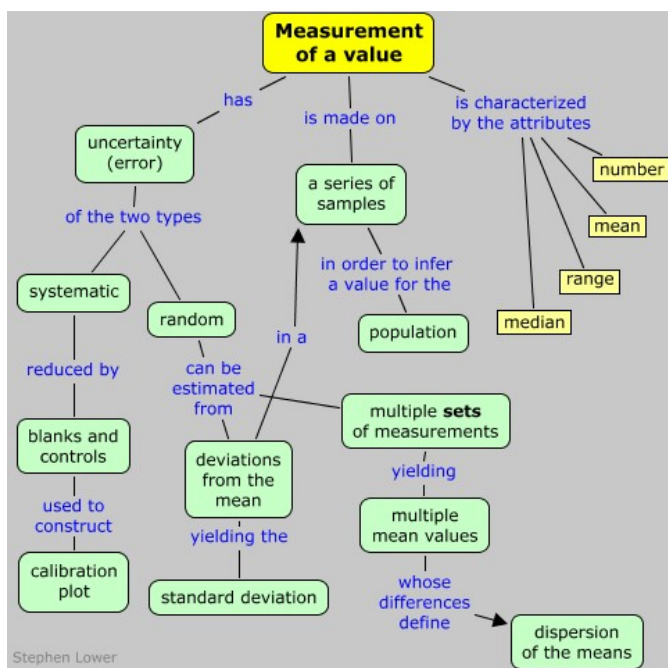 Measurement
of a value
has
is made on
is characterized
by the attributes
uncertainty
(error)
a series of
samples
number
mean
range
median
of the two types
in order to infer
a value for the
systematic
random
in a
population
reduced by
can be
estimated
from
multiple sets
of measurements
blanks and
controls
deviations
from the
mean
yielding
used to
construct
yielding the
multiple
mean values
calibration
plot
standard deviation
whose
differences
define
dispersion
of the means
Stephen Lower